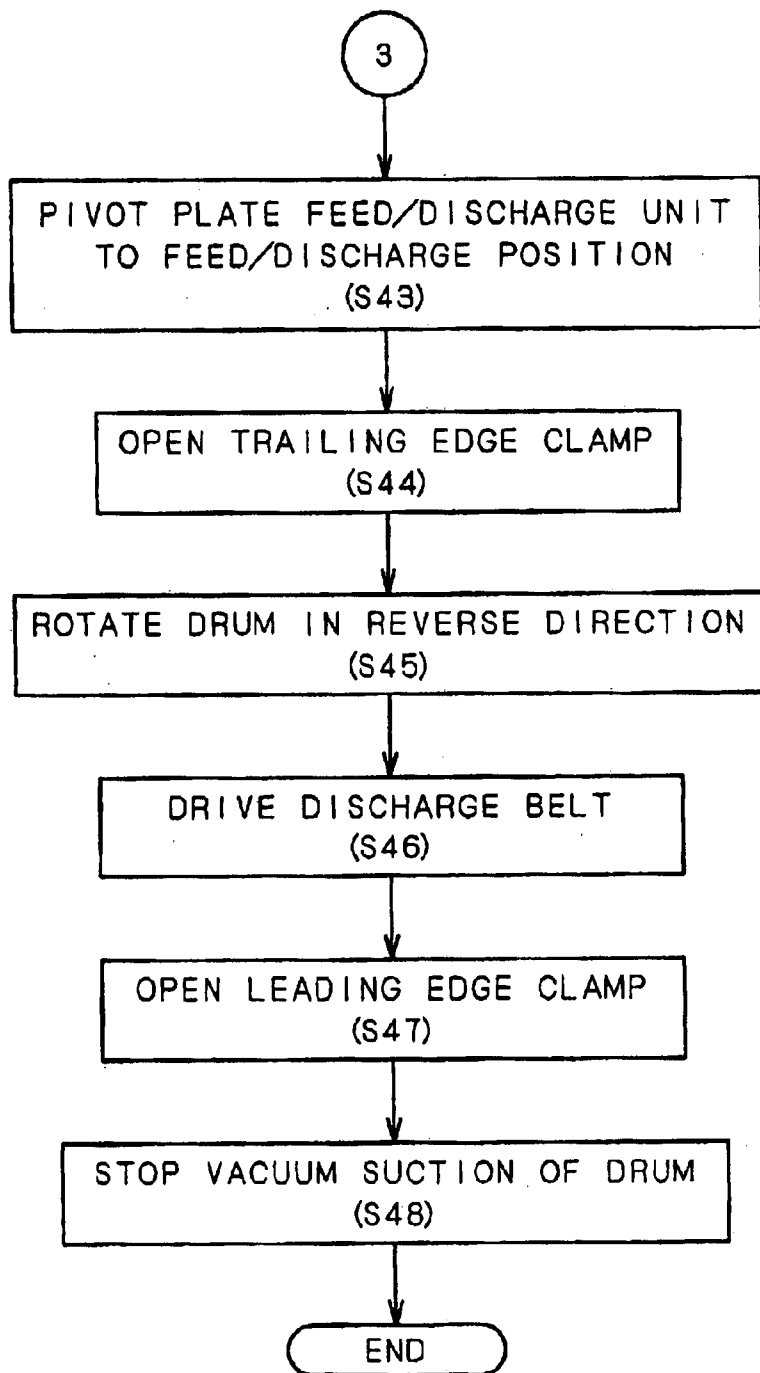 3
PIVOT PLATE FEED/DISCHARGE UNIT
TO FEED/DISCHARGE POSITION
(S43)
OPEN TRAILING EDGE CLAMP
(S44)
ROTATE DRUM IN REVERSE DIRECTION
(S45)
DRIVE DISCHARGE BELT
(S46)
OPEN LEADING EDGE CLAMP
(S47)
STOP VACUUM SUCTION OF DRUM
(S48)
END